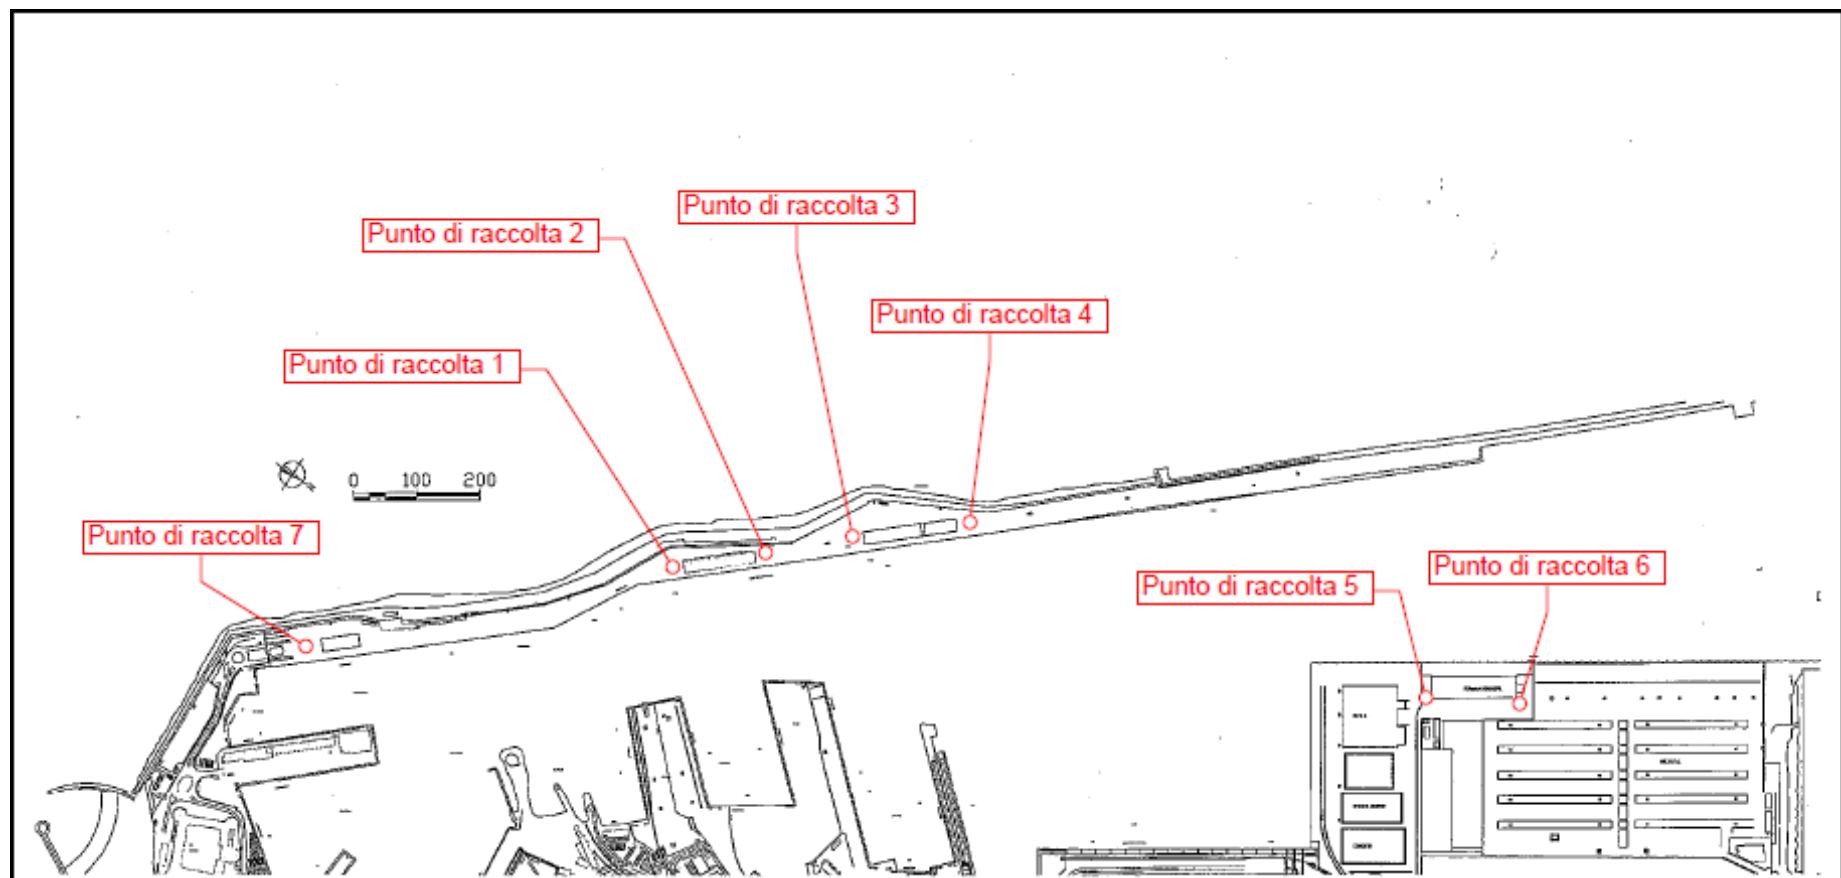 Punto di raccolta 3
Punto di raccolta 2
Punto di raccolta 4
Punto di raccolta 1
0 100 200
Punto di raccolta 7
Punto di raccolta 6
Punto di raccolta 5